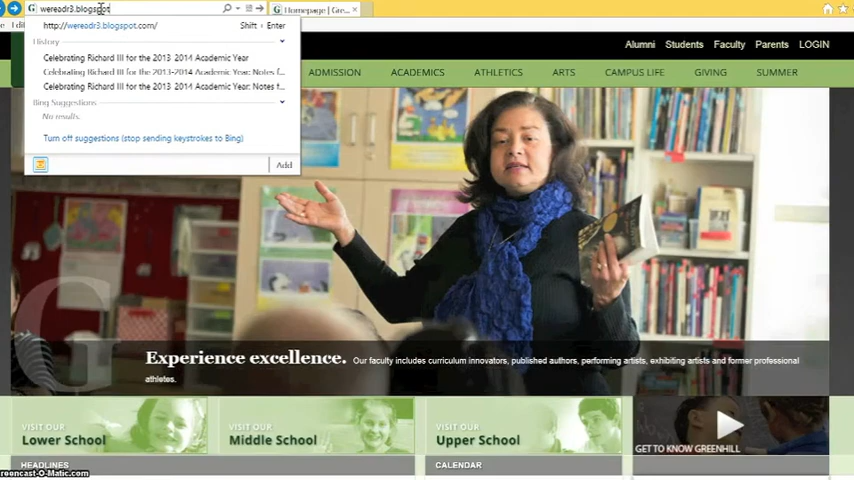 wereadr3.blogspot
Homepage | Gre...
http://wereadr3.blogspot.com/ Shift + Enter
History
Celebrating Richard III for the 2013-2014 Academic Year
Celebrating Richard III for the 2013-2014 Academic Year: Notes f...
Celebrating Richard III for the 2013-2014 Academic Year: Notes f...
Bing Suggestions
No results.
Turn off suggestions (stop sending keystrokes to Bing)
Add
Alumni Students Faculty Parents LOGIN
ADMISSION ACADEMICS ATHLETICS ARTS CAMPUS LIFE GIVING SUMMER
G
Experience excellence. Our faculty includes curriculum innovators, published authors, performing artists, exhibiting artists and former professional
athletes.
VISIT OUR
Lower School
VISIT OUR
Middle School
VISIT OUR
Upper School
GET TO KNOW GREENHILL
HEADLINES
CALENDAR
reencast-O-Matic.com